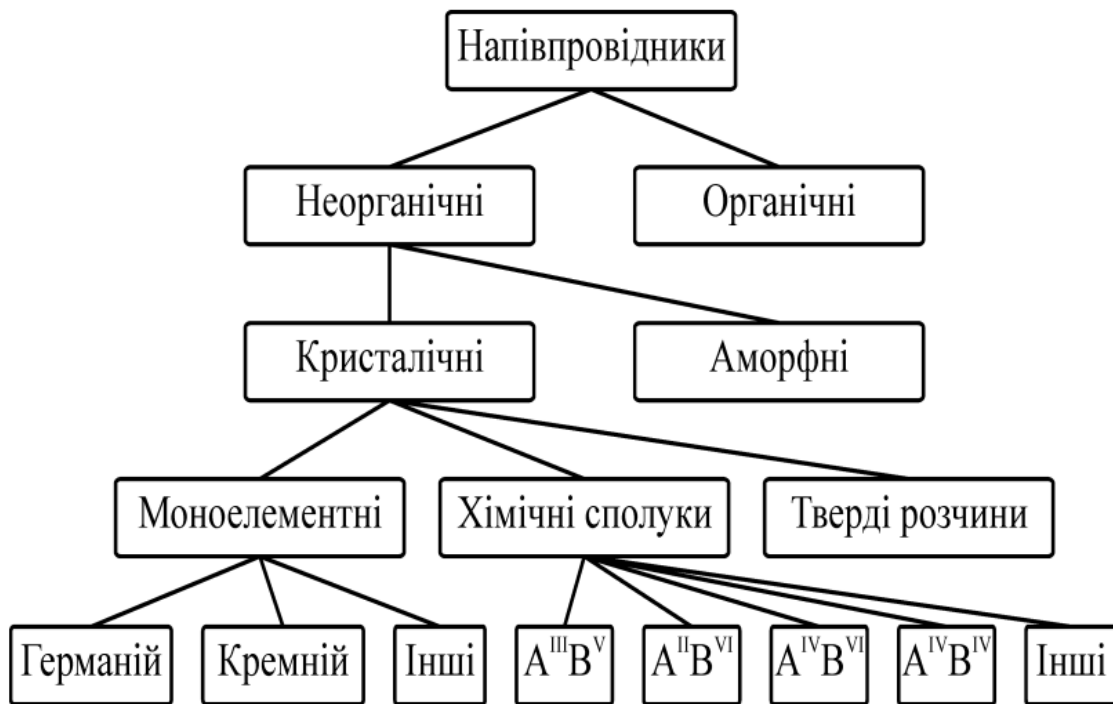 Напівпровідники
Неорганічні
Органічні
Кристалічні
Аморфні
Моноелементні
Хімічні сполуки
Тверді розчини
Германій
Кремній
Інші
AᴵᴵᴵBⱽ
AᴵᴵBⱽᴵ
AᴵⱽBⱽᴵ
AᴵⱽBᴵⱽ
Інші